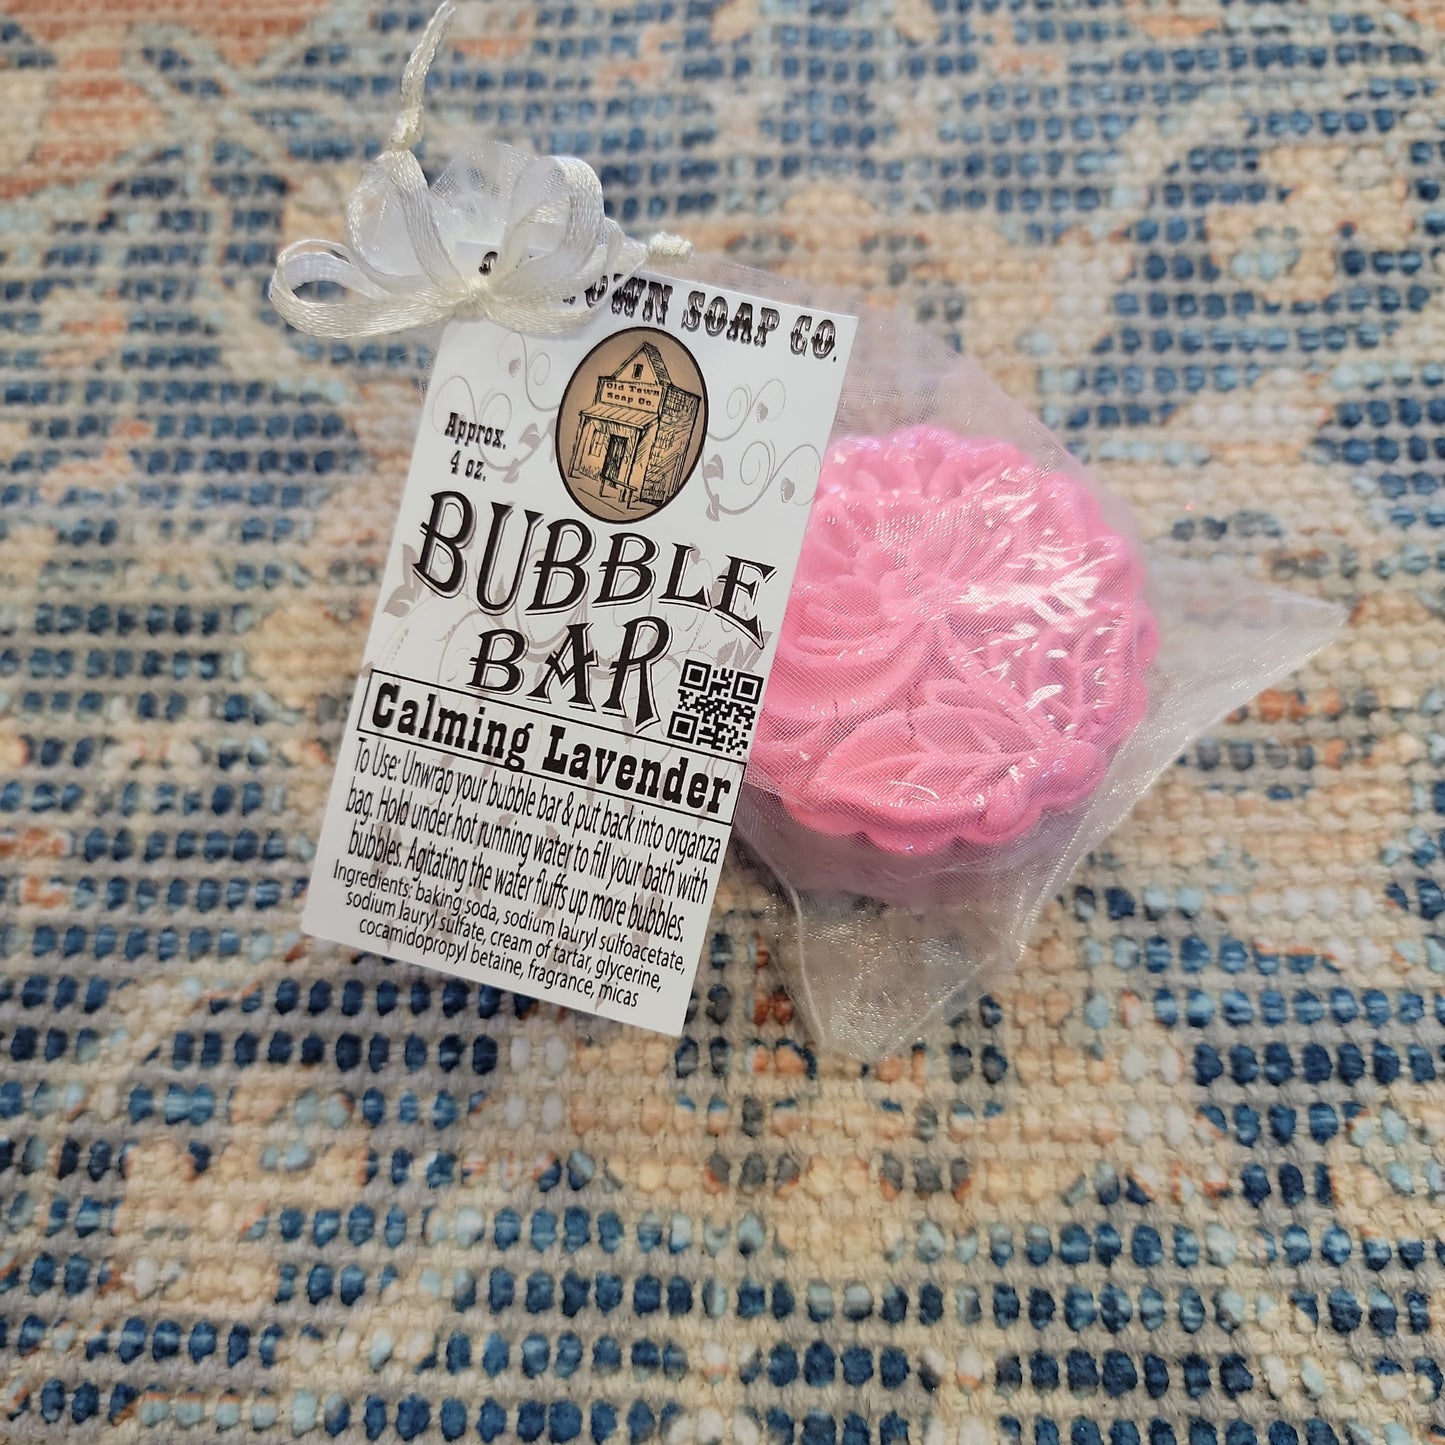 TOWN SOAP CO.
Old Town
Soap Co.
Approx.
4 oz.
BUBBLE
BAR
Calming Lavender
To Use: Unwrap your bubble bar & put back into organza
bag. Hold under hot running water to fill your bath with
bubbles. Agitating the water fluffs up more bubbles.
Ingredients: baking soda, sodium lauryl sulfoacetate,
sodium lauryl sulfate, cream of tartar, glycerine,
cocamidopropyl betaine, fragrance, micas